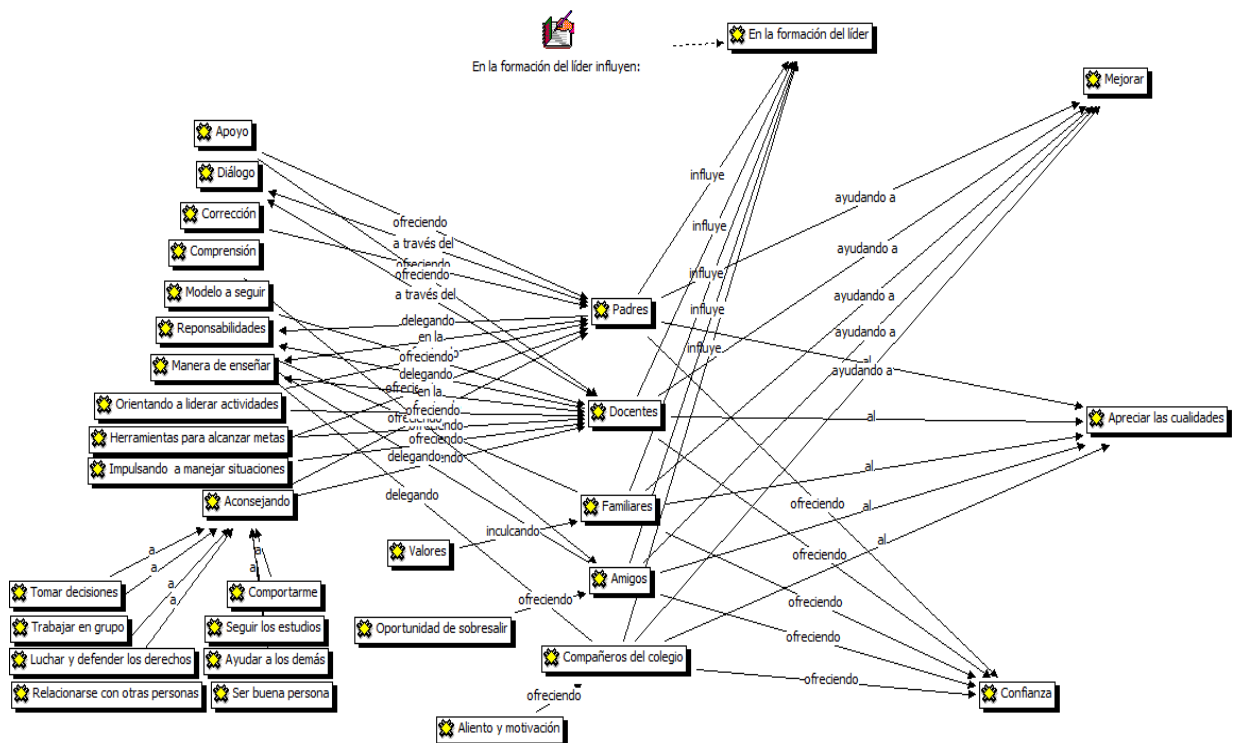 En la formación del líder influyen:
En la formación del líder
Mejorar
Apoyo
Diálogo
Corrección
Comprensión
Modelo a seguir
Reponsabilidades
Manera de enseñar
Orientando a liderar actividades
Herramientas para alcanzar metas
Impulsando a manejar situaciones
Aconsejando
Tomar decisiones
Trabajar en grupo
Luchar y defender los derechos
Relacionarse con otras personas
Comportarme
Seguir los estudios
Ayudar a los demás
Ser buena persona
ofreciendo
a través del
ofreciendo
ofreciendo
a través del
delegando
en la
ofreciendo
delegando
en la
ofreciendo
ofreciendo
delegando
delegando
inculcando
ofreciendo
ofreciendo
a
a
a
a
a
a
Valores
Oportunidad de sobresalir
Aliento y motivación
Padres
Docentes
Familiares
Amigos
Compañeros del colegio
influye
influye
influye
influye
influye
ayudando a
ayudando a
ayudando a
ayudando a
ayudando a
al
al
al
al
al
Apreciar las cualidades
ofreciendo
ofreciendo
ofreciendo
ofreciendo
ofreciendo
Confianza